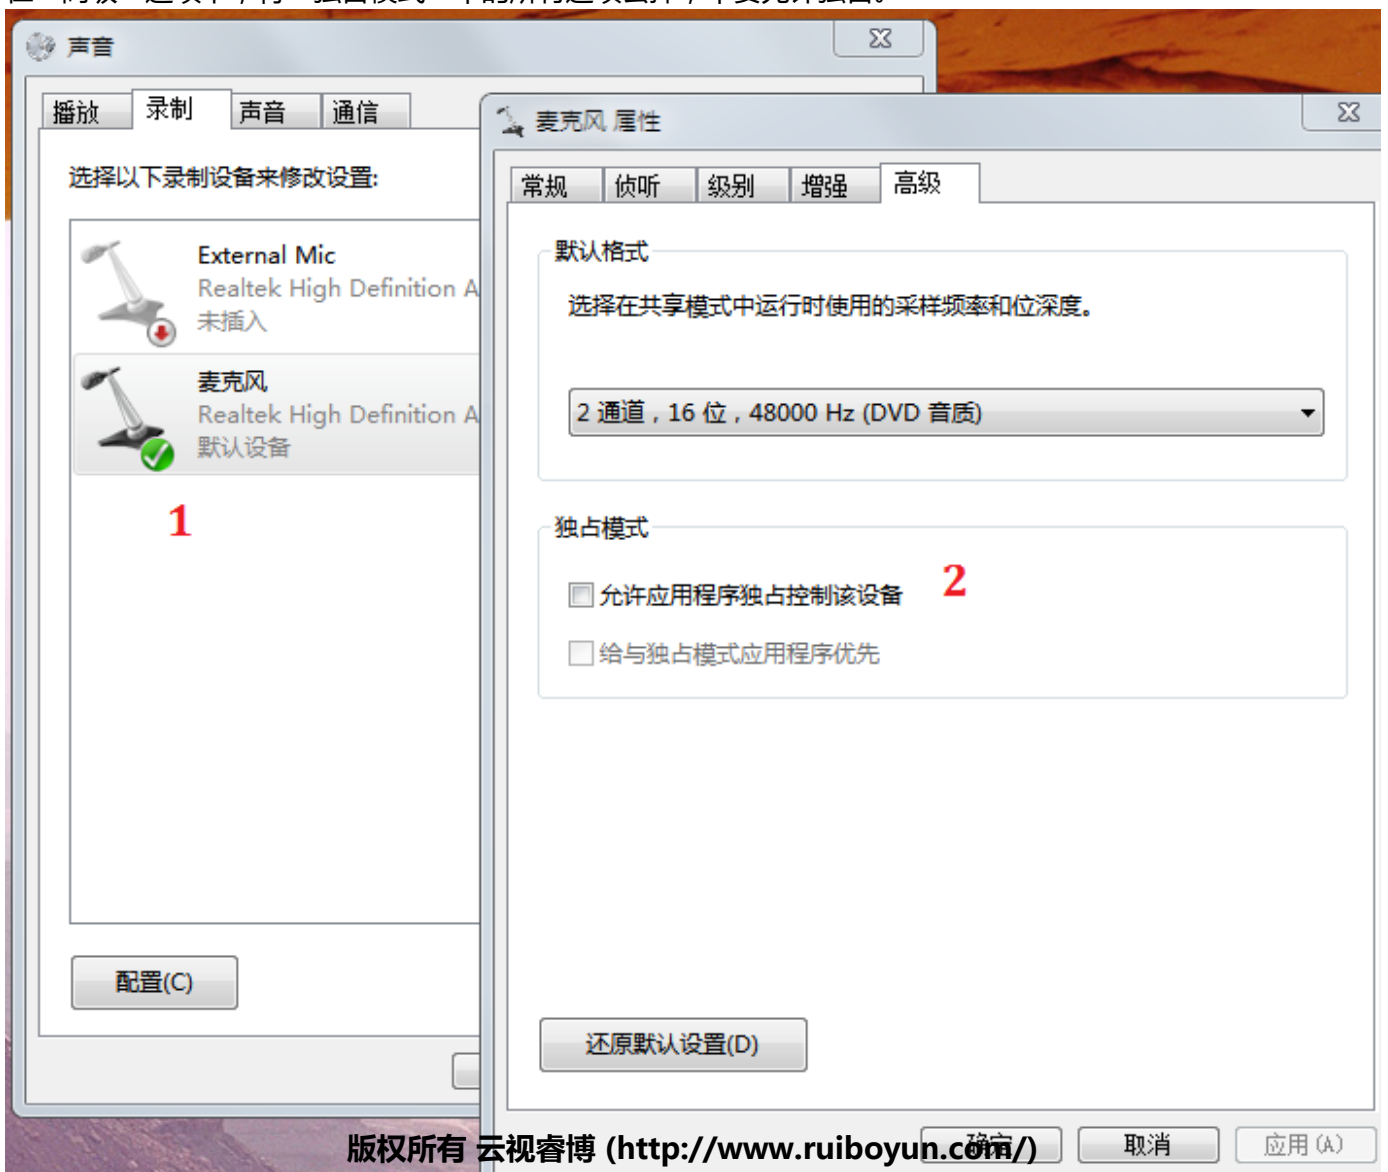 声音
播放 录制 声音 通信
选择以下录制设备来修改设置:
External Mic
Realtek High Definition A
未插入
麦克风
Realtek High Definition A
默认设备
1
配置(C)
麦克风 属性
常规 侦听 级别 增强 高级
默认格式
选择在共享模式中运行时使用的采样频率和位深度。
2 通道，16 位，48000 Hz (DVD 音质)
独占模式
允许应用程序独占控制该设备
2
给与独占模式应用程序优先
还原默认设置(D)
确定 取消 应用(A)
版权所有 云视睿博 (http://www.ruiboyun.com/)